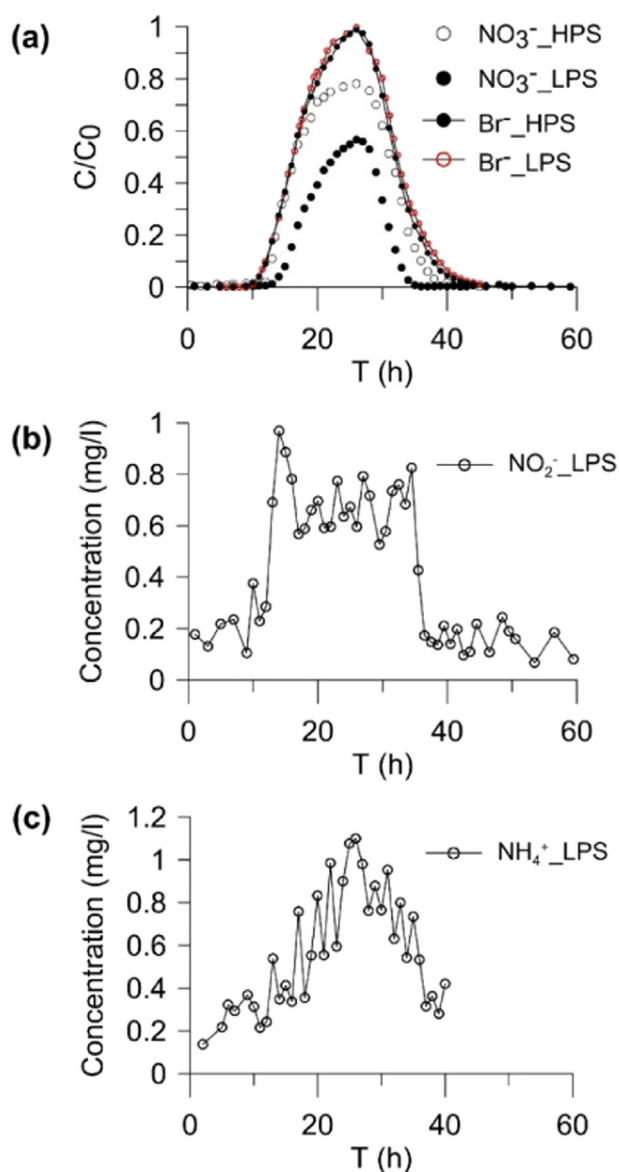 (a)
NO₃⁻_HPS
NO₃⁻_LPS
Br⁻_HPS
Br⁻_LPS
C/C0
1
0.8
0.6
0.4
0.2
0
0 20 40 60
T (h)
(b)
NO₂⁻_LPS
Concentration (mg/l)
1
0.8
0.6
0.4
0.2
0
0 20 40 60
T (h)
(c)
NH₄⁺_LPS
Concentration (mg/l)
1.2
1
0.8
0.6
0.4
0.2
0
0 20 40 60
T (h)